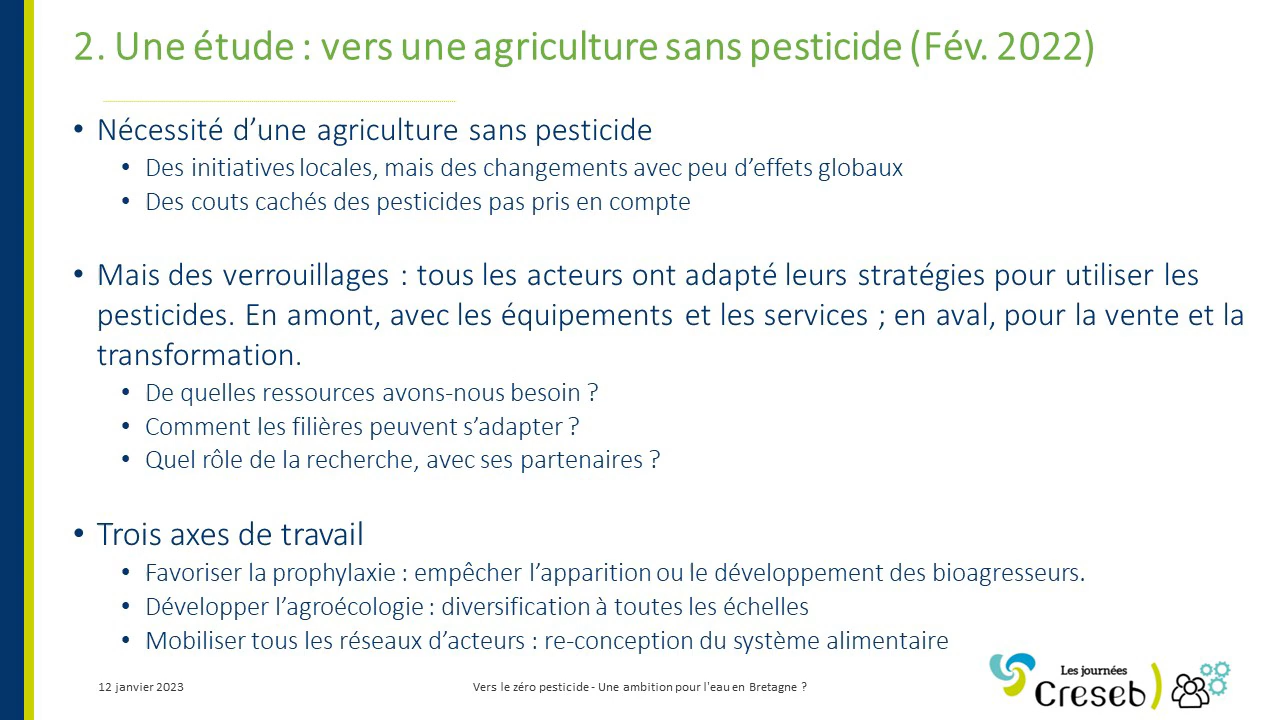 2. Une étude : vers une agriculture sans pesticide (Fév. 2022)
• Nécessité d’une agriculture sans pesticide
• Des initiatives locales, mais des changements avec peu d’effets globaux
• Des couts cachés des pesticides pas pris en compte
• Mais des verrouillages : tous les acteurs ont adapté leurs stratégies pour utiliser les
pesticides. En amont, avec les équipements et les services ; en aval, pour la vente et la
transformation.
• De quelles ressources avons-nous besoin ?
• Comment les filières peuvent s’adapter ?
• Quel rôle de la recherche, avec ses partenaires ?
• Trois axes de travail
• Favoriser la prophylaxie : empêcher l’apparition ou le développement des bioagresseurs.
• Développer l’agroécologie : diversification à toutes les échelles
• Mobiliser tous les réseaux d’acteurs : re-conception du système alimentaire
12 janvier 2023
Vers le zéro pesticide - Une ambition pour l'eau en Bretagne ?
Les journées
Creseb